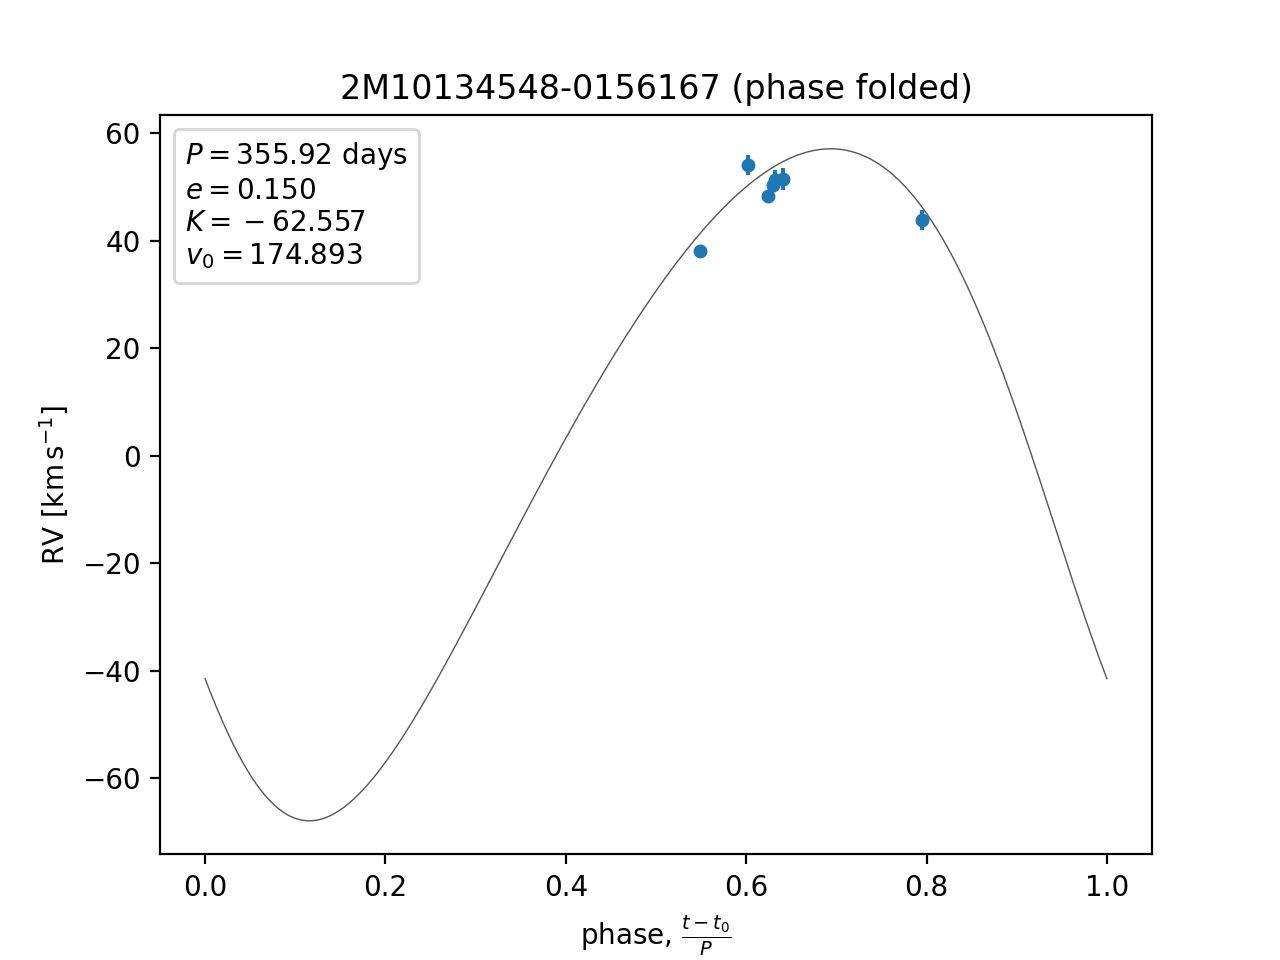 2M10134548-0156167 (phase folded)
P = 355.92 days
e = 0.150
K = −62.557
v₀ = 174.893
60
40
20
0
−20
−40
−60
RV [km s⁻¹]
0.0 0.2 0.4 0.6 0.8 1.0
phase, (t − t₀)/P